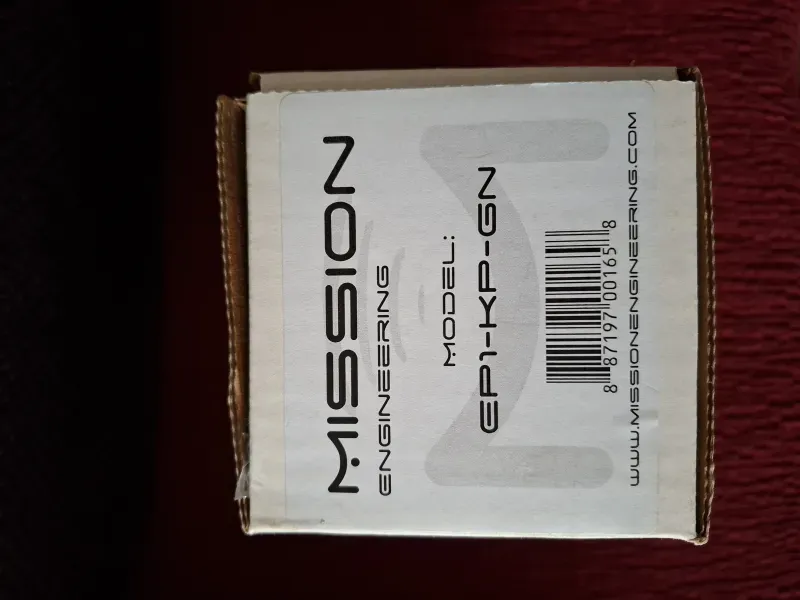 MISSION
ENGINEERING
MODEL:
EP1-KP-GN
8 87197 00165 8
WWW.MISSIONENGINEERING.COM